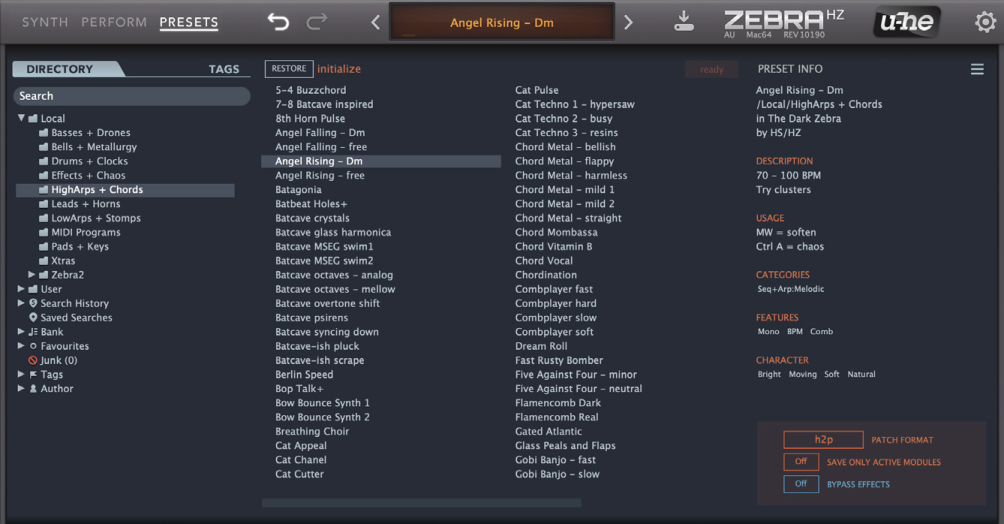 SYNTH PERFORM PRESETS
Angel Rising – Dm
ZEBRA HZ
AU Mac64 REV 10190
u-he
DIRECTORY TAGS
Search
Local
Basses + Drones
Bells + Metallurgy
Drums + Clocks
Effects + Chaos
HighArps + Chords
Leads + Horns
LowArps + Stomps
MIDI Programs
Pads + Keys
Xtras
Zebra2
User
Search History
Saved Searches
Bank
Favourites
Junk (0)
Tags
Author
RESTORE initialize
ready
5-4 Buzzchord
7-8 Batcave inspired
8th Horn Pulse
Angel Falling – Dm
Angel Falling – free
Angel Rising – Dm
Angel Rising – free
Batagonia
Batbeat Holes+
Batcave crystals
Batcave glass harmonica
Batcave MSEG swim1
Batcave MSEG swim2
Batcave octaves – analog
Batcave octaves – mellow
Batcave overtone shift
Batcave psirens
Batcave syncing down
Batcave-ish pluck
Batcave-ish scrape
Berlin Speed
Bop Talk+
Bow Bounce Synth 1
Bow Bounce Synth 2
Breathing Choir
Cat Appeal
Cat Chanel
Cat Cutter
Cat Pulse
Cat Techno 1 – hypersaw
Cat Techno 2 – busy
Cat Techno 3 – resins
Chord Metal – bellish
Chord Metal – flappy
Chord Metal – harmless
Chord Metal – mild 1
Chord Metal – mild 2
Chord Metal – straight
Chord Mombassa
Chord Vitamin B
Chord Vocal
Chordination
Combplayer fast
Combplayer hard
Combplayer slow
Combplayer soft
Dream Roll
Fast Rusty Bomber
Five Against Four – minor
Five Against Four – neutral
Flamencomb Dark
Flamencomb Real
Gated Atlantic
Glass Peals and Flaps
Gobi Banjo – fast
Gobi Banjo – slow
PRESET INFO
Angel Rising – Dm
/Local/HighArps + Chords
in The Dark Zebra
by HS/HZ
DESCRIPTION
70 – 100 BPM
Try clusters
USAGE
MW = soften
Ctrl A = chaos
CATEGORIES
Seq+Arp:Melodic
FEATURES
Mono BPM Comb
CHARACTER
Bright Moving Soft Natural
h2p PATCH FORMAT
Off SAVE ONLY ACTIVE MODULES
Off BYPASS EFFECTS